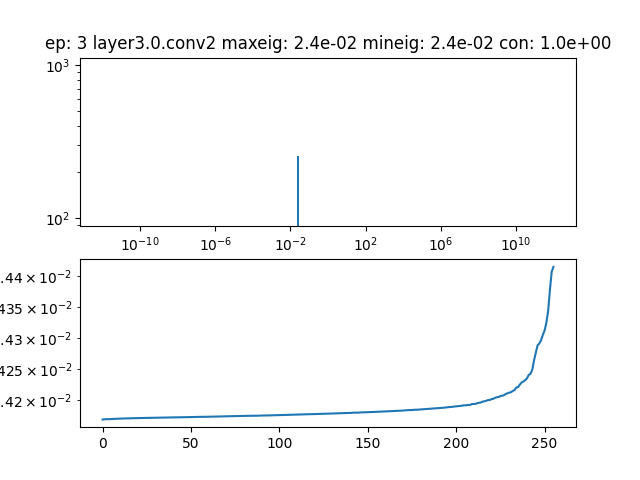 ep: 3 layer3.0.conv2 maxeig: 2.4e-02 mineig: 2.4e-02 con: 1.0e+00
10³
10²
10⁻¹⁰ 10⁻⁶ 10⁻² 10² 10⁶ 10¹⁰
.44 × 10⁻²
435 × 10⁻²
.43 × 10⁻²
425 × 10⁻²
.42 × 10⁻²
0 50 100 150 200 250